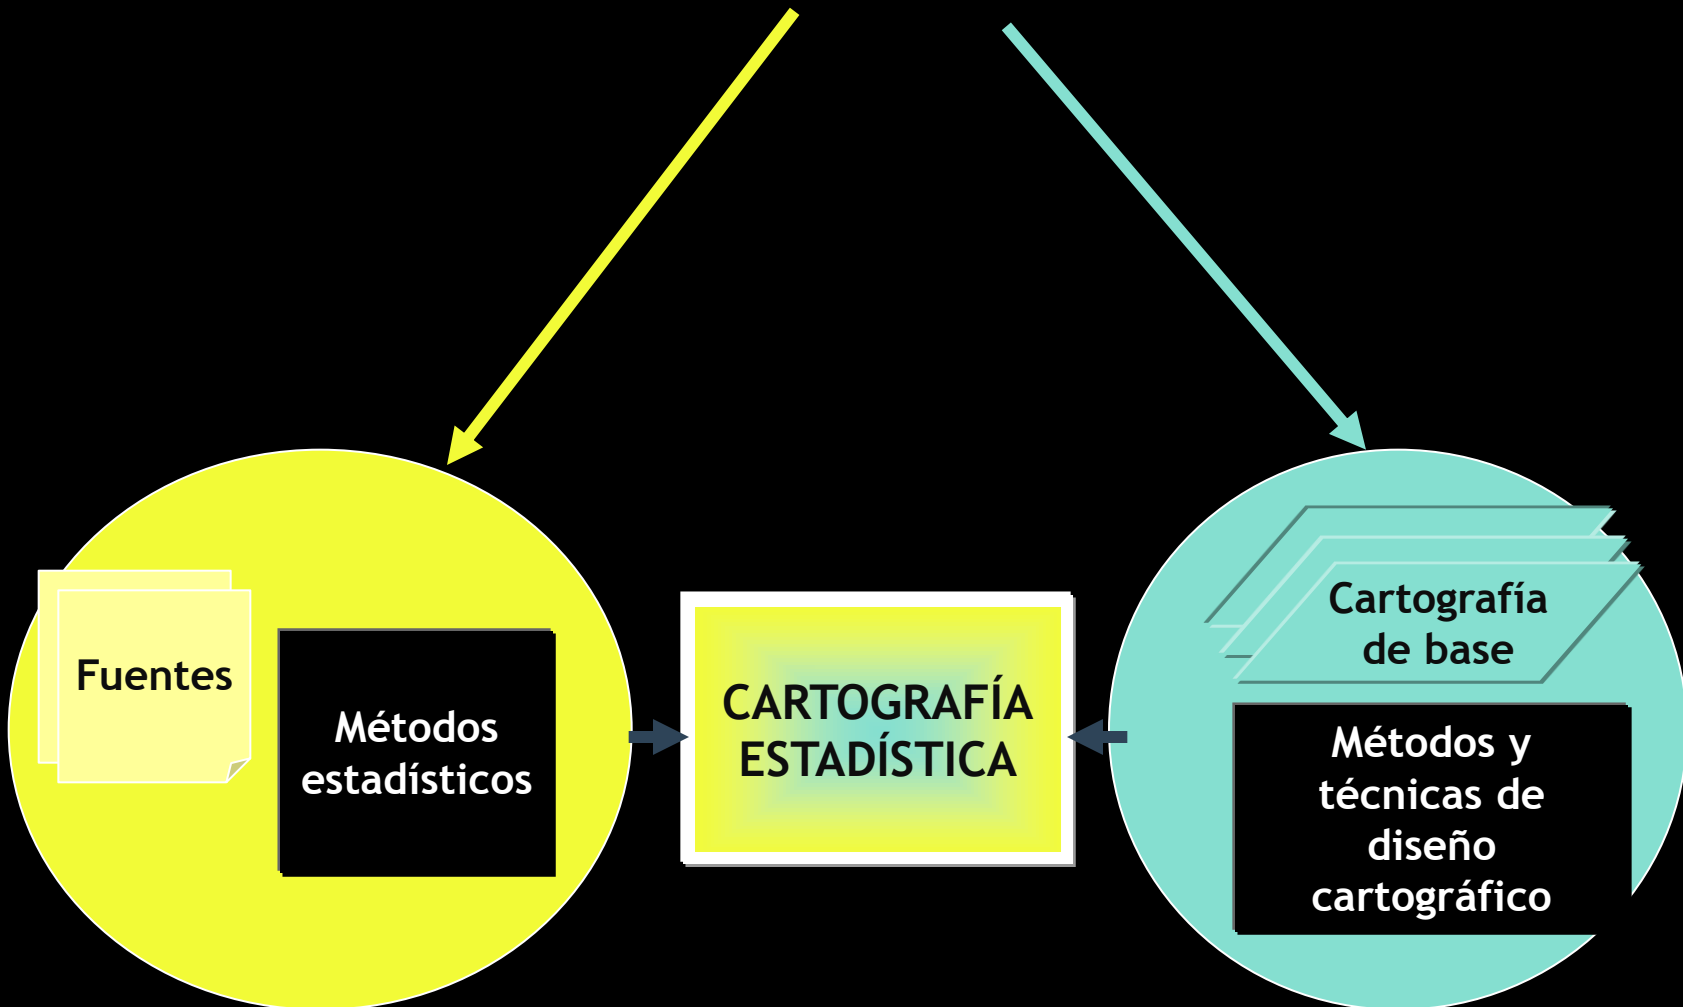 Fuentes
Métodos
estadísticos
CARTOGRAFÍA
ESTADÍSTICA
Cartografía
de base
Métodos y
técnicas de
diseño
cartográfico